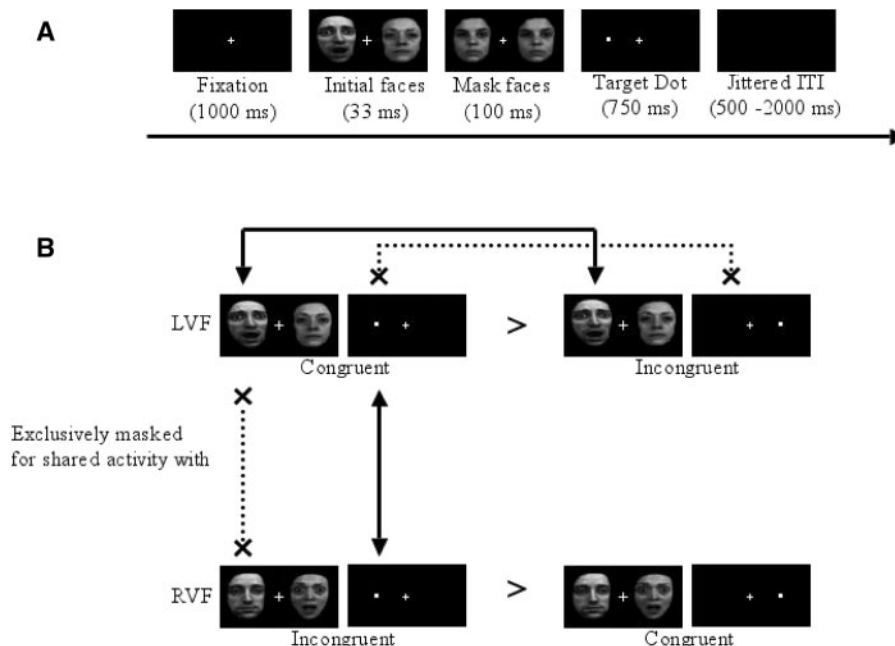 A
Fixation
(1000 ms)
Initial faces
(33 ms)
Mask faces
(100 ms)
Target Dot
(750 ms)
Jittered ITI
(500 -2000 ms)
B
LVF
>
Congruent
Incongruent
Exclusively masked
for shared activity with
RVF
>
Incongruent
Congruent